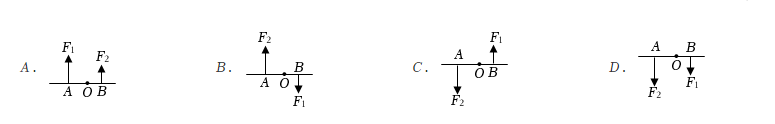 A. F₁ F₂ A O B
B. F₂ B A O F₁
C. F₁ A O B F₂
D. A B O F₁ F₂